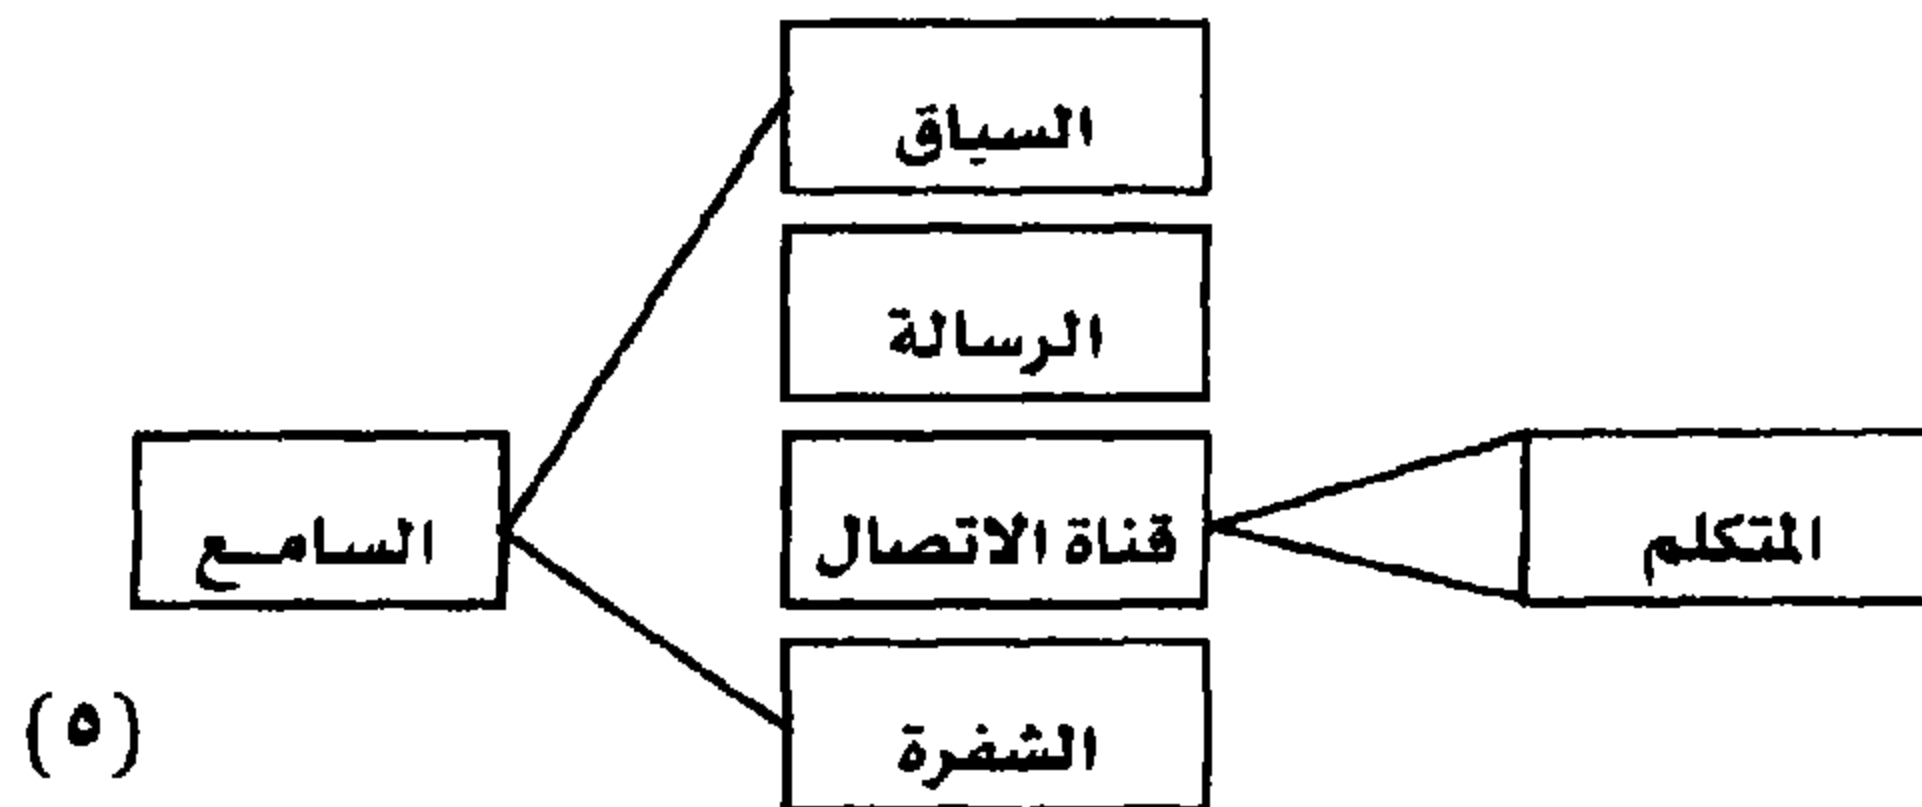 السياق
الرسالة
المتكلم
قناة الاتصال
السامع
الشفرة
(٥)